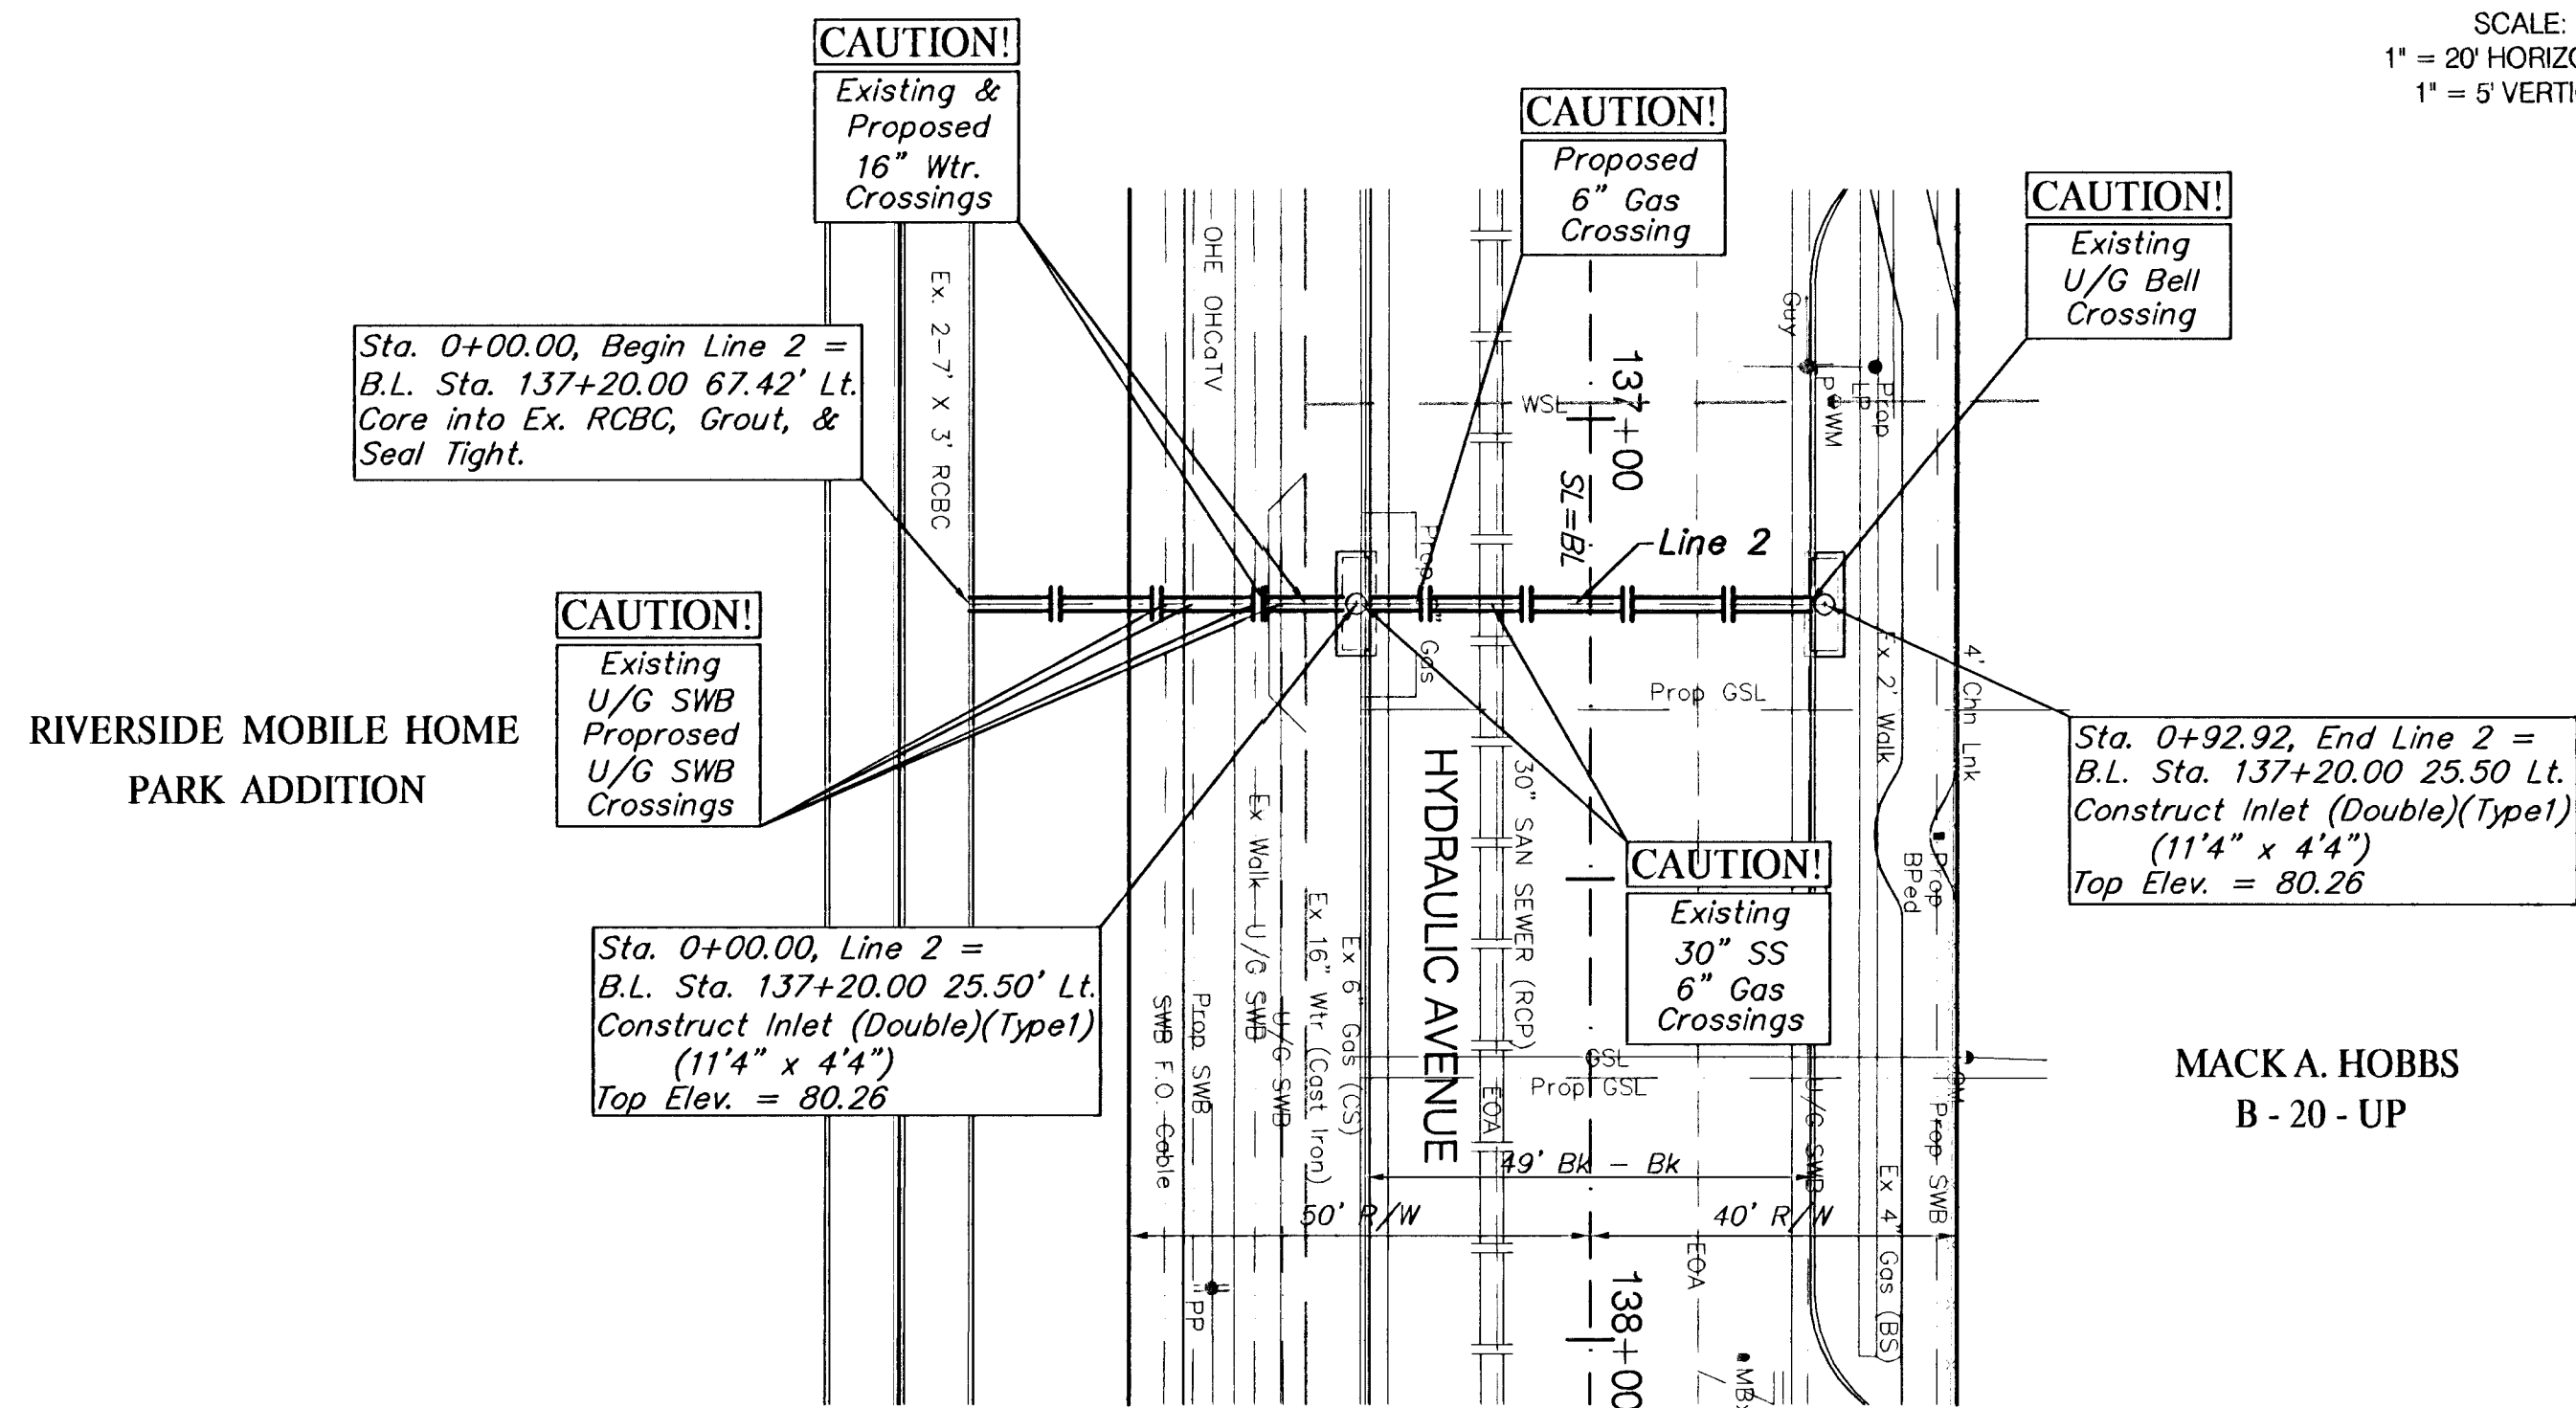 SCALE:
1" = 20' HORIZO
1" = 5' VERTI
CAUTION!
Existing &
Proposed
16" Wtr.
Crossings
CAUTION!
Proposed
6" Gas
Crossing
CAUTION!
Existing
U/G Bell
Crossing
Sta. 0+00.00, Begin Line 2 =
B.L. Sta. 137+20.00 67.42' Lt.
Core into Ex. RCBC, Grout, &
Seal Tight.
Ex. 2-7' X 3' RCBC
OHE OHCaTV
WSL
137+00
SL=BL
Line 2
Guy
PP
WM
LP
Prop
Prop 6" Gas
CAUTION!
Existing
U/G SWB
Proprosed
U/G SWB
Crossings
RIVERSIDE MOBILE HOME
PARK ADDITION
Prop GSL
Ex 2' Walk
4' Chn Lnk
Sta. 0+92.92, End Line 2 =
B.L. Sta. 137+20.00 25.50 Lt.
Construct Inlet (Double)(Type1)
(11'4" x 4'4")
Top Elev. = 80.26
HYDRAULIC AVENUE
30" SAN SEWER (RCP)
CAUTION!
Existing
30" SS
6" Gas
Crossings
Prop
BPed
Sta. 0+00.00, Line 2 =
B.L. Sta. 137+20.00 25.50' Lt.
Construct Inlet (Double)(Type1)
(11'4" x 4'4")
Top Elev. = 80.26
SWB F.O. Cable
Prop SWB
Ex Walk U/G SWB
U/G SWB
Ex 16" Wtr (Cast Iron)
Ex 6" Gas (CS)
EOA
GSL
Prop GSL
U/G SWB
Ex 4" Gas (BS)
Prop SWB
GM
MACK A. HOBBS
B - 20 - UP
49' Bk - Bk
50' R/W
40' R/W
EOA
138+00
PP
MBx